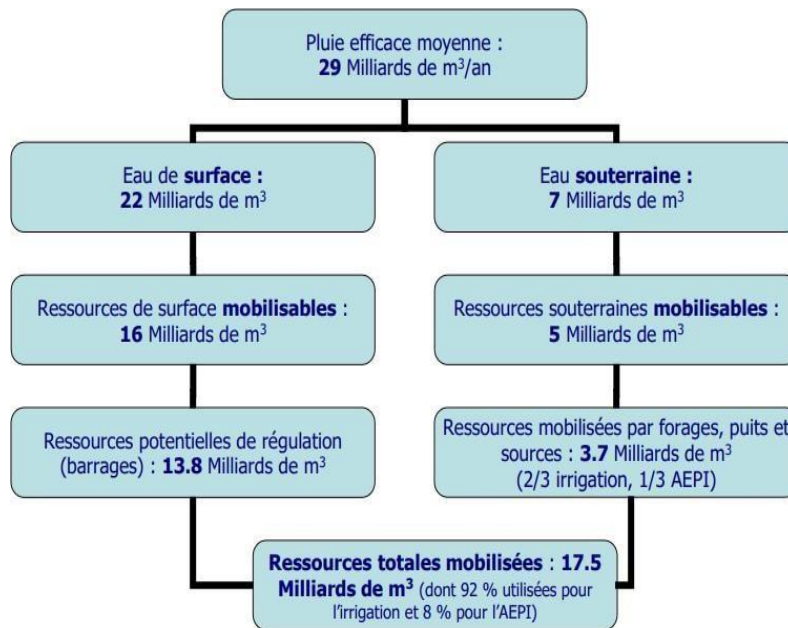 Pluie efficace moyenne :
29 Milliards de m³/an
Eau de surface :
22 Milliards de m³
Eau souterraine :
7 Milliards de m³
Ressources de surface mobilisables :
16 Milliards de m³
Ressources souterraines mobilisables :
5 Milliards de m³
Ressources potentielles de régulation
(barrages) : 13.8 Milliards de m³
Ressources mobilisées par forages, puits et
sources : 3.7 Milliards de m³
(2/3 irrigation, 1/3 AEPI)
Ressources totales mobilisées : 17.5
Milliards de m³ (dont 92 % utilisées pour
l'irrigation et 8 % pour l'AEPI)